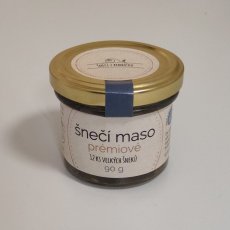 šnečí maso
prémiové
12 KS VELKÝCH ŠNEKŮ
90 g